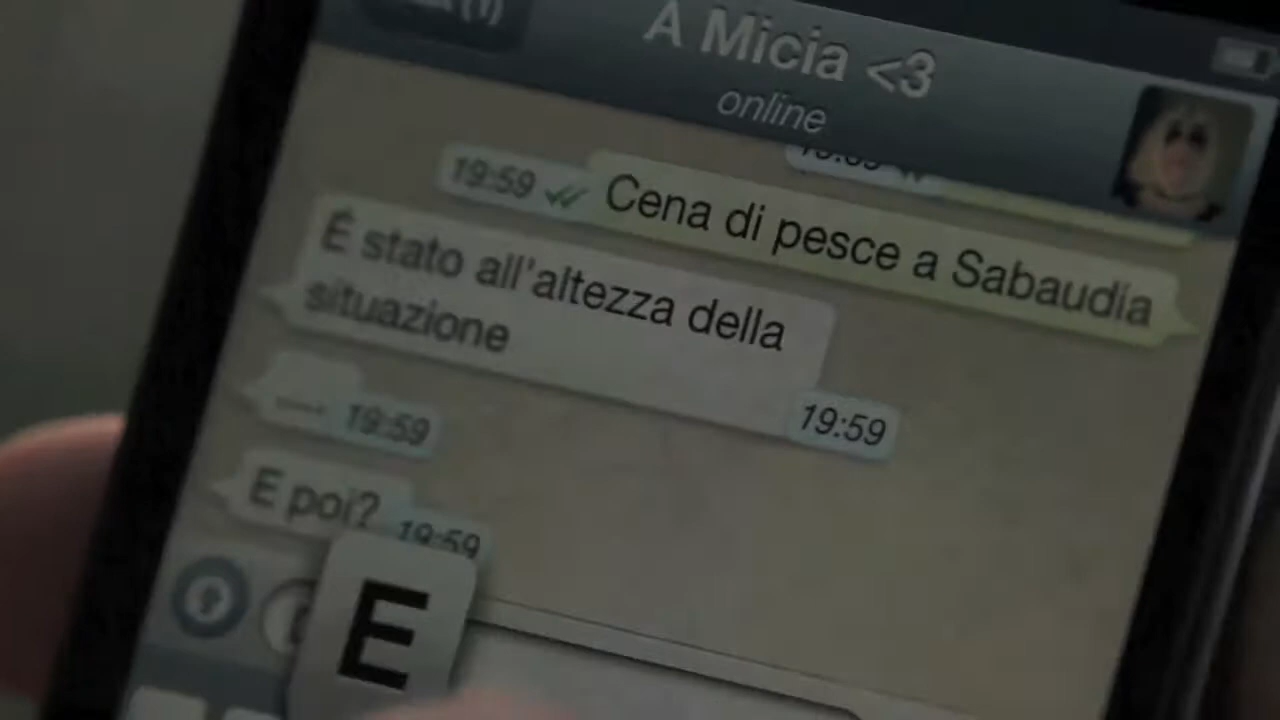 A Micia <3
online
19:59
Cena di pesce a Sabaudia
É stato all'altezza della
situazione
19:59
19:59
E poi?
19:59
E